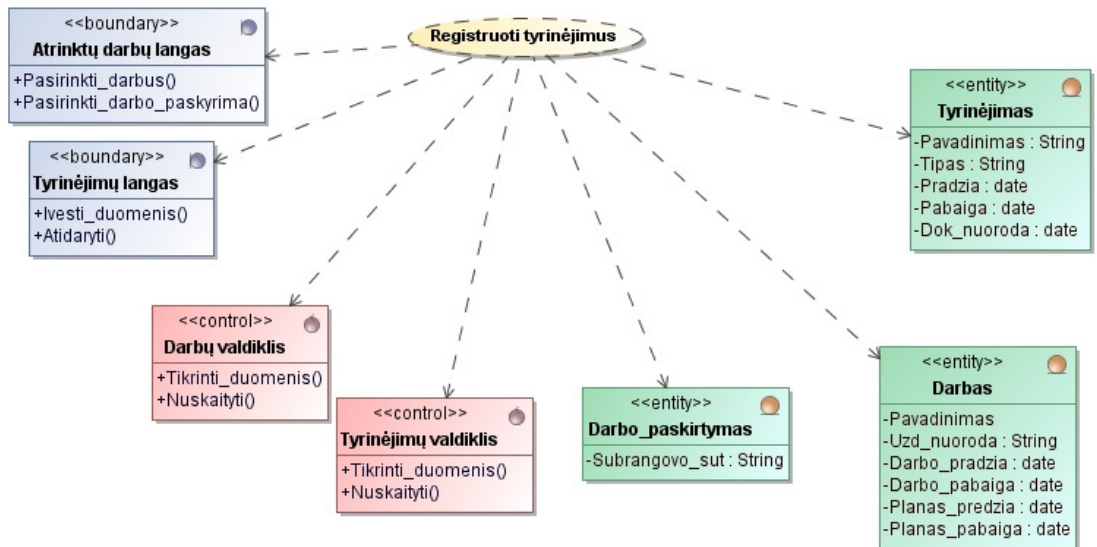 Registruoti tyrinėjimus
<<boundary>>
Atrinktų darbų langas
+Pasirinkti_darbus()
+Pasirinkti_darbo_paskyrima()
<<boundary>>
Tyrinėjimų langas
+Ivesti_duomenis()
+Atidaryti()
<<control>>
Darbų valdiklis
+Tikrinti_duomenis()
+Nuskaityti()
<<control>>
Tyrinėjimų valdiklis
+Tikrinti_duomenis()
+Nuskaityti()
<<entity>>
Darbo_paskirtymas
-Subrangovo_sut : String
<<entity>>
Tyrinėjimas
-Pavadinimas : String
-Tipas : String
-Pradzia : date
-Pabaiga : date
-Dok_nuoroda : date
<<entity>>
Darbas
-Pavadinimas
-Uzd_nuoroda : String
-Darbo_pradzia : date
-Darbo_pabaiga : date
-Planas_predzia : date
-Planas_pabaiga : date